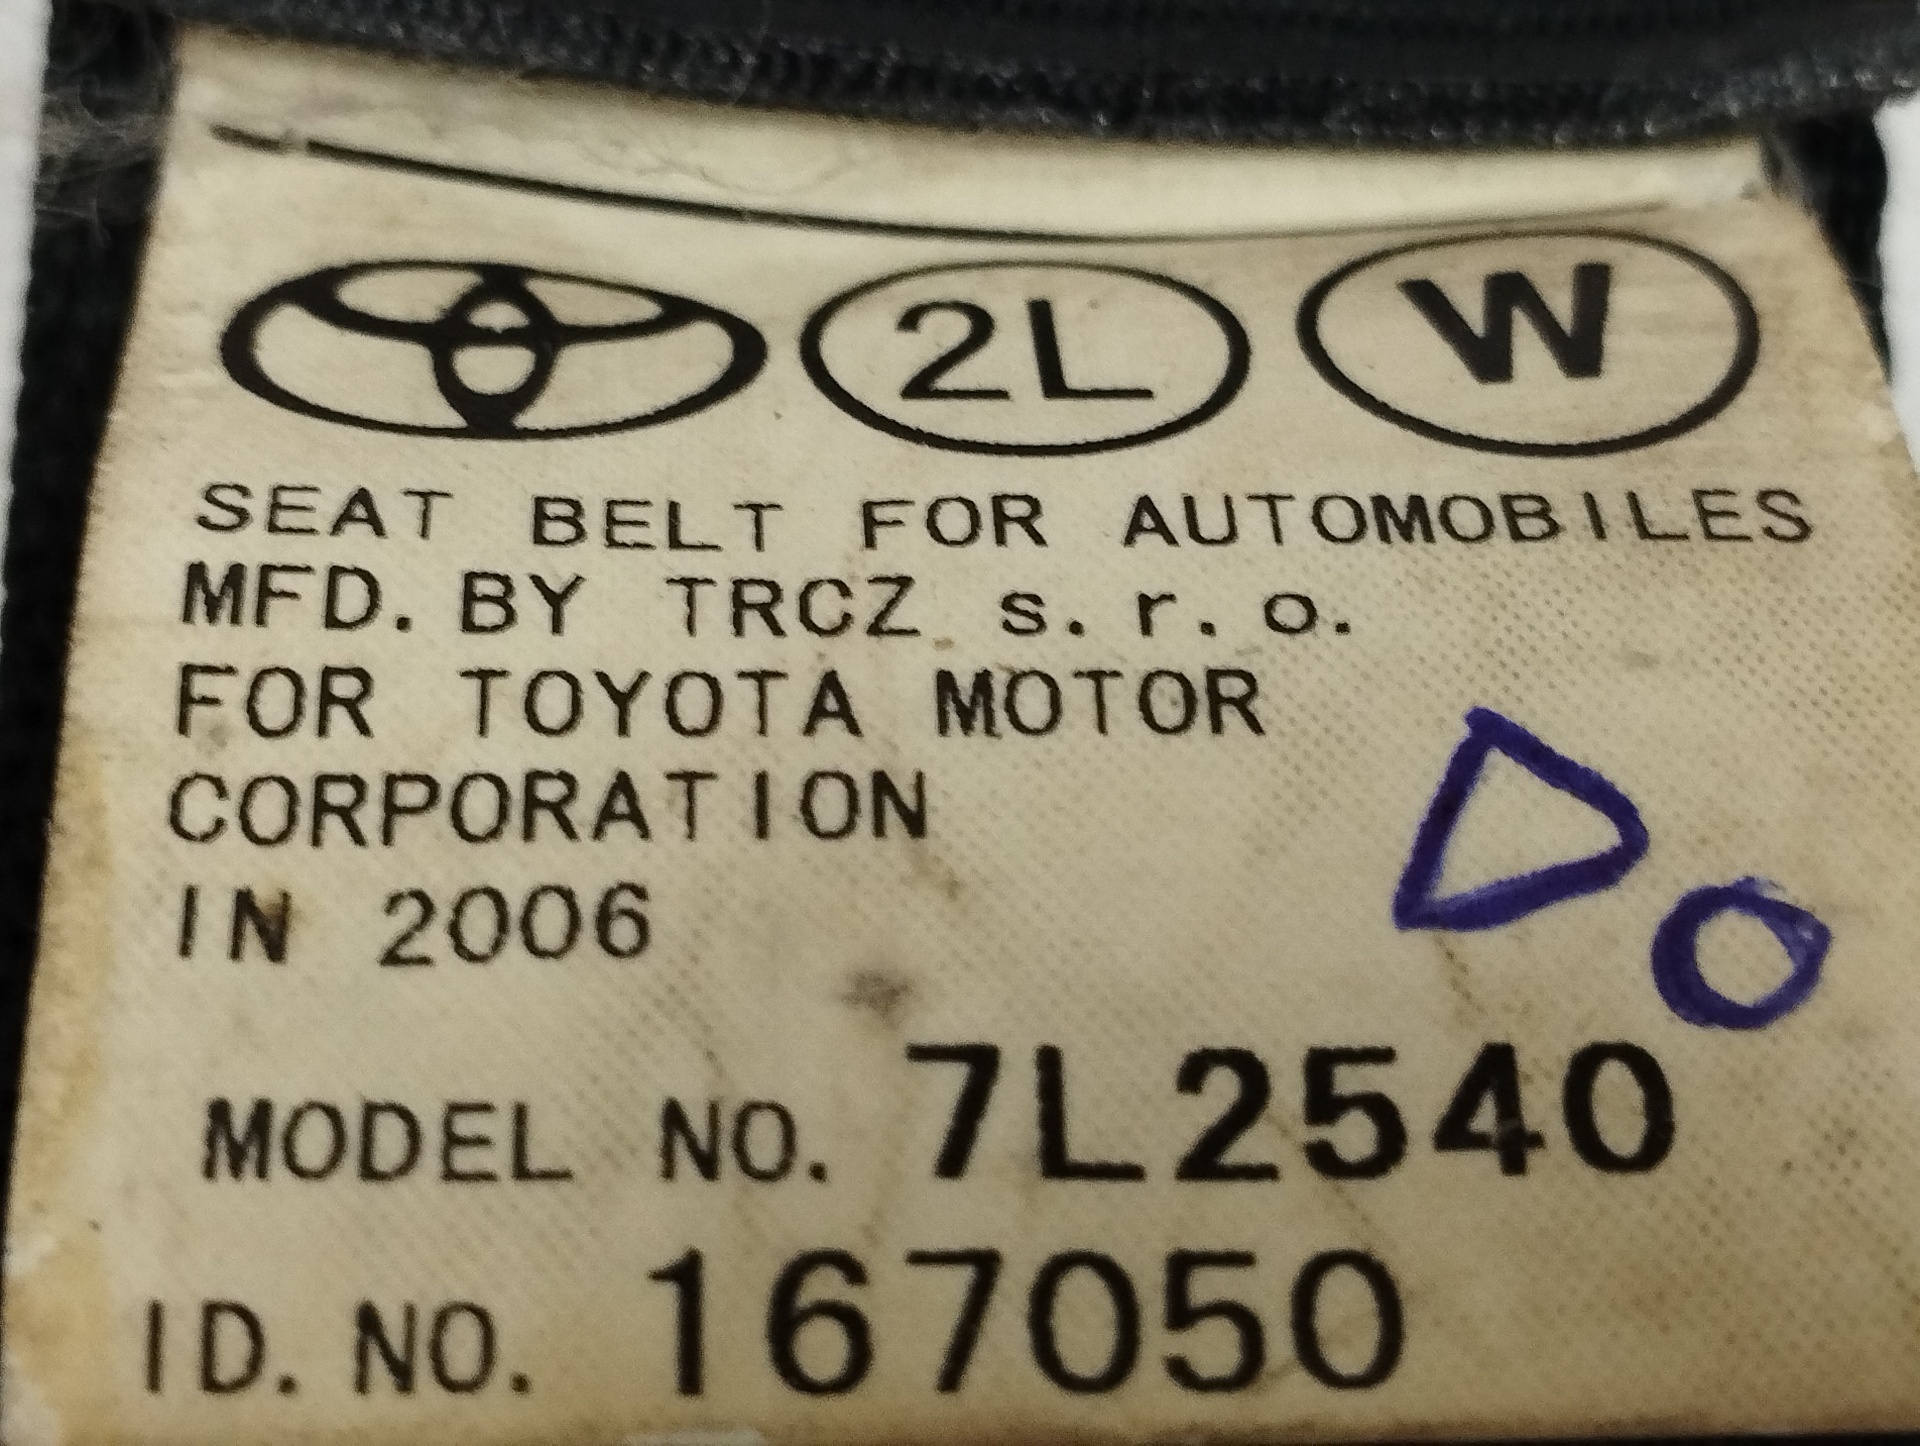 2L W
SEAT BELT FOR AUTOMOBILES
MFD. BY TRCZ s.r.o.
FOR TOYOTA MOTOR
CORPORATION
IN 2006
Do
MODEL NO. 7L2540
ID. NO. 167050